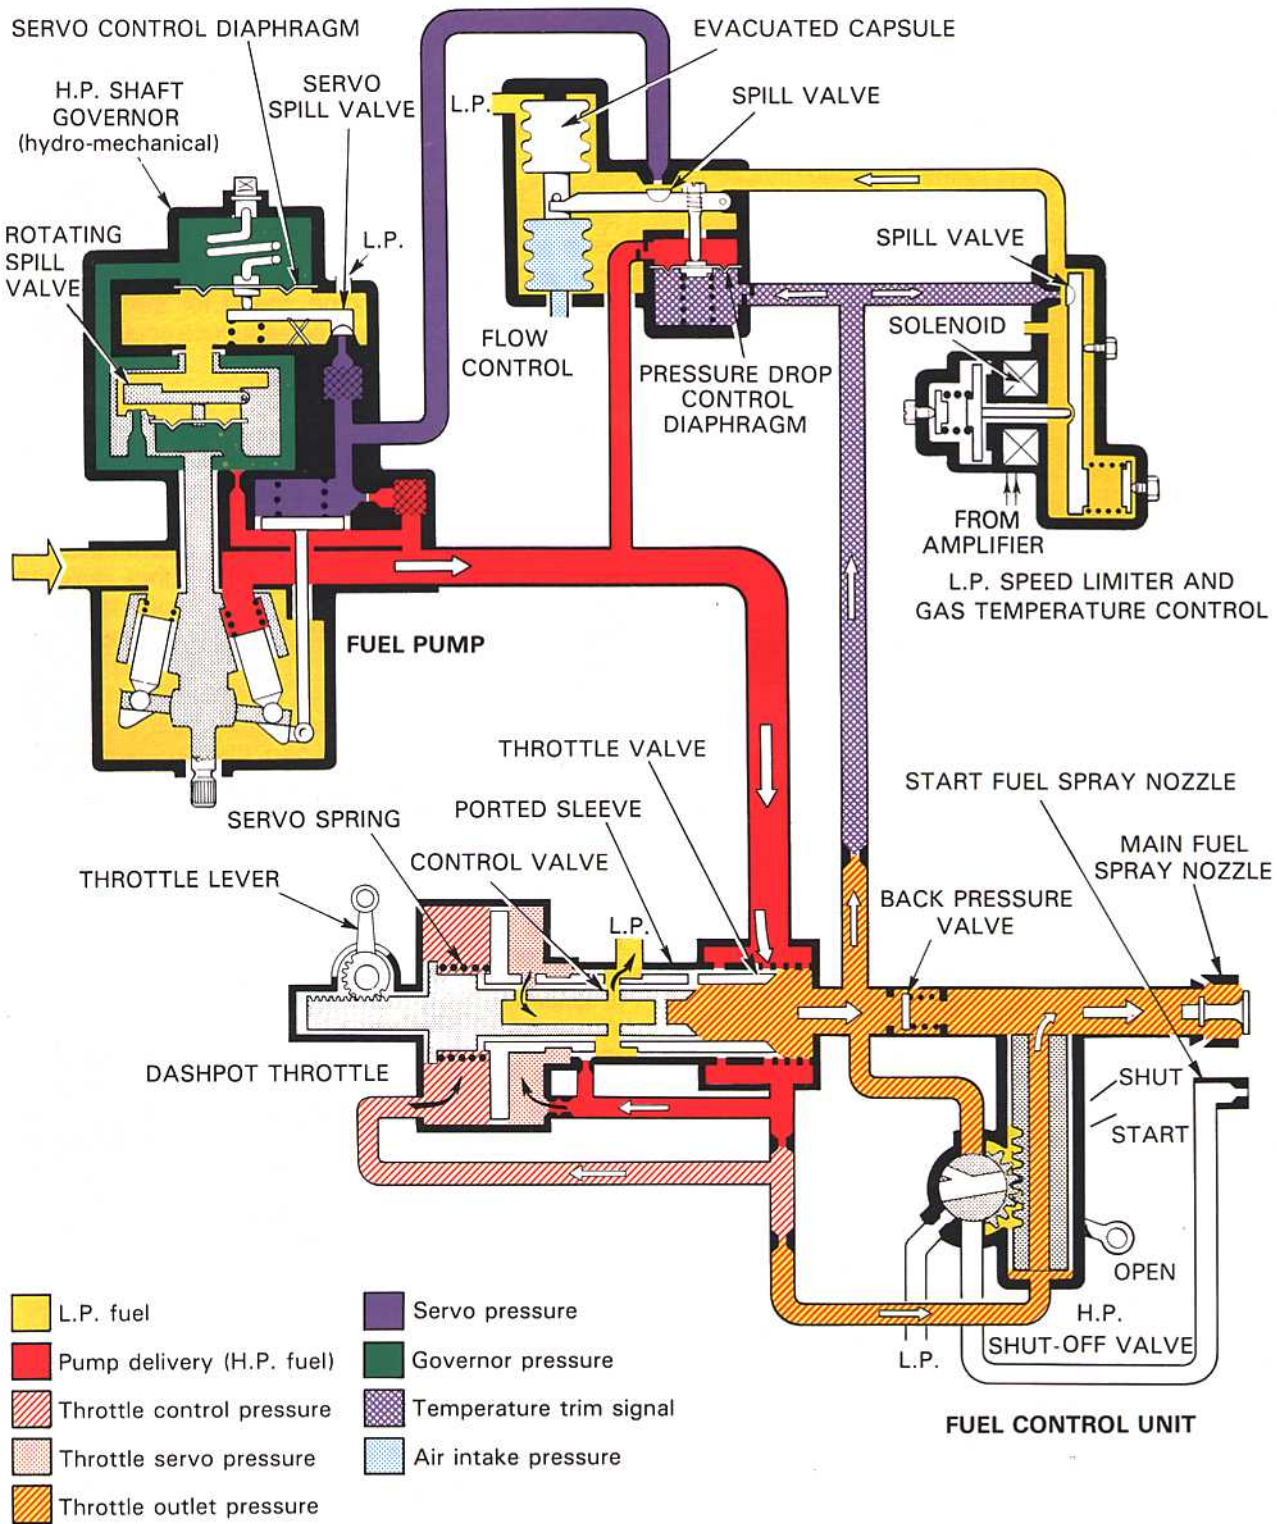 SERVO CONTROL DIAPHRAGM
EVACUATED CAPSULE
H.P. SHAFT
GOVERNOR
(hydro-mechanical)
SERVO
SPILL VALVE
L.P.
SPILL VALVE
ROTATING
SPILL
VALVE
L.P.
SPILL VALVE
FLOW
CONTROL
SOLENOID
PRESSURE DROP
CONTROL
DIAPHRAGM
FROM
AMPLIFIER
L.P. SPEED LIMITER AND
GAS TEMPERATURE CONTROL
FUEL PUMP
THROTTLE VALVE
START FUEL SPRAY NOZZLE
SERVO SPRING
PORTED SLEEVE
MAIN FUEL
SPRAY NOZZLE
THROTTLE LEVER
CONTROL VALVE
BACK PRESSURE
VALVE
L.P.
DASHPOT THROTTLE
SHUT
START
OPEN
H.P.
SHUT-OFF VALVE
L.P.
FUEL CONTROL UNIT
L.P. fuel
Pump delivery (H.P. fuel)
Throttle control pressure
Throttle servo pressure
Throttle outlet pressure
Servo pressure
Governor pressure
Temperature trim signal
Air intake pressure